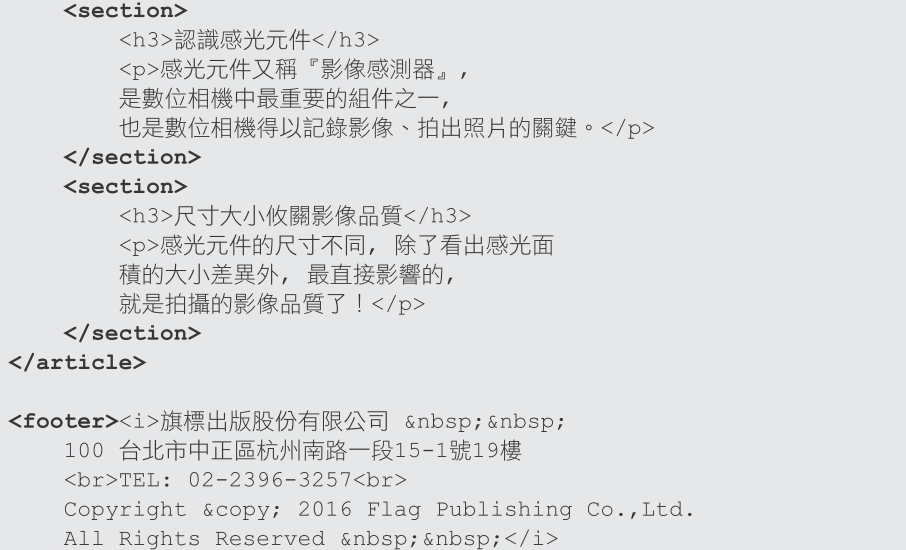 <section>
<h3>認識感光元件</h3>
<p>感光元件又稱『影像感測器』,
是數位相機中最重要的組件之一,
也是數位相機得以記錄影像、拍出照片的關鍵。</p>
</section>
<section>
<h3>尺寸大小攸關影像品質</h3>
<p>感光元件的尺寸不同, 除了看出感光面
積的大小差異外, 最直接影響的,
就是拍攝的影像品質了！</p>
</section>
</article>
<footer><i>旗標出版股份有限公司 &nbsp;&nbsp;
100 台北市中正區杭州南路一段15-1號19樓
<br>TEL: 02-2396-3257<br>
Copyright &copy; 2016 Flag Publishing Co.,Ltd.
All Rights Reserved &nbsp;&nbsp;</i>